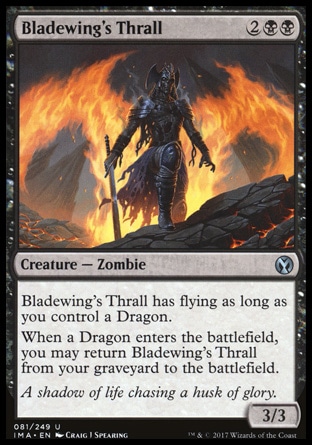 Bladewing's Thrall 2
Creature — Zombie
Bladewing's Thrall has flying as long as
you control a Dragon.
When a Dragon enters the battlefield,
you may return Bladewing's Thrall
from your graveyard to the battlefield.
A shadow of life chasing a husk of glory.
3/3
081/249 U
IMA • EN Craig J Spearing
™ & © 2017 Wizards of the Coast